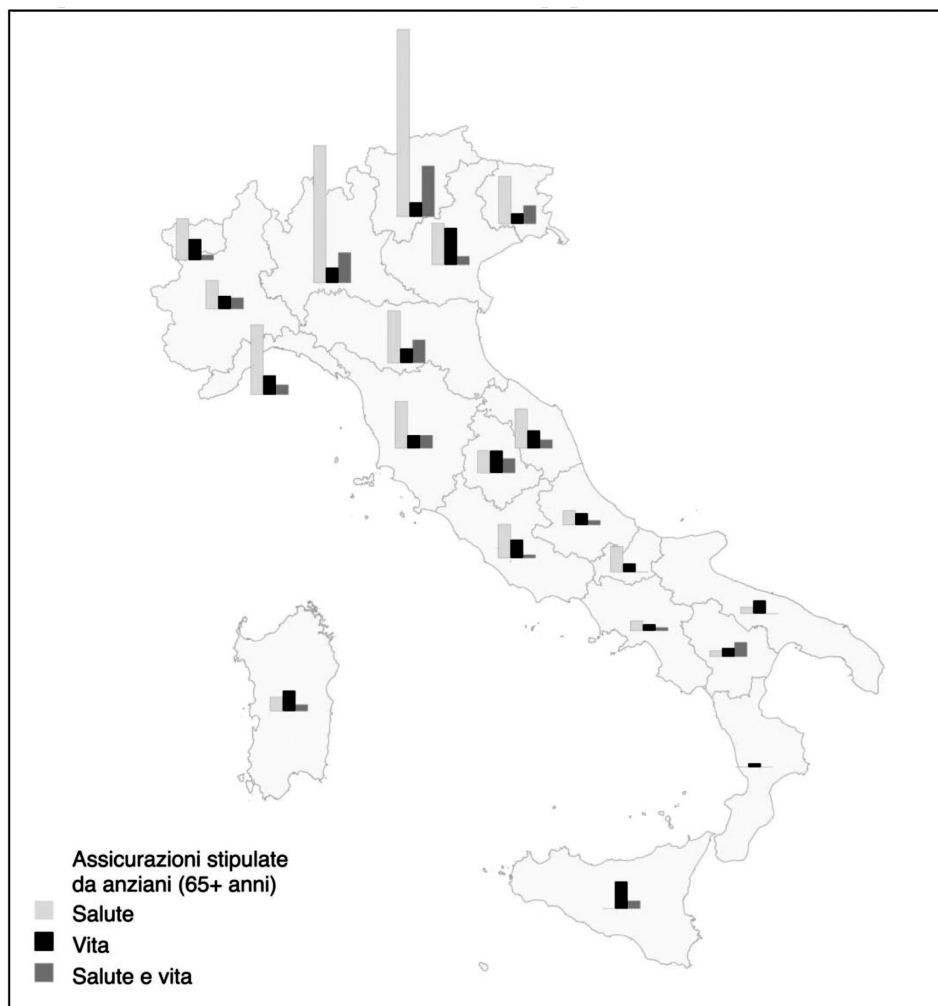 Assicurazioni stipulate
da anziani (65+ anni)
Salute
Vita
Salute e vita